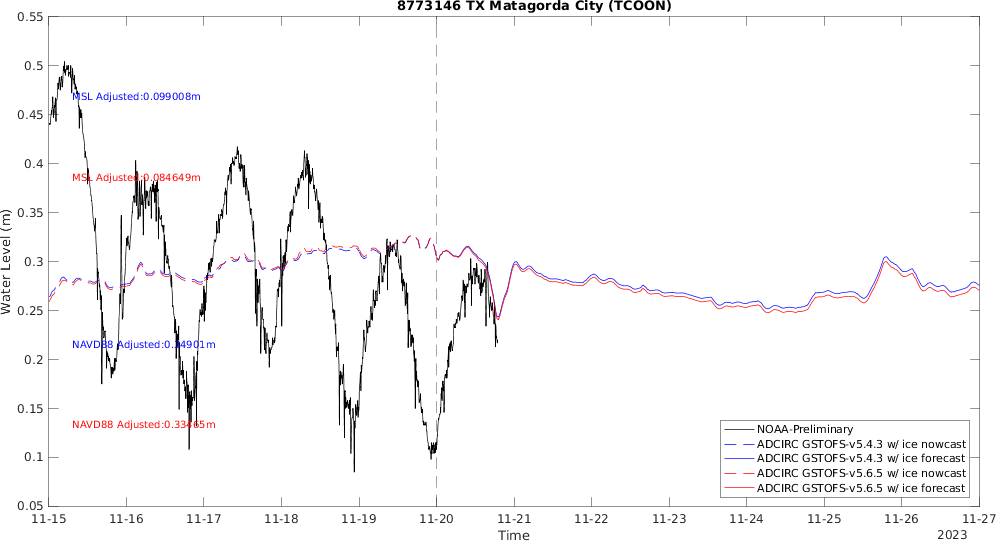 8773146 TX Matagorda City (TCOON)
Water Level (m)
0.55
0.5
0.45
0.4
0.35
0.3
0.25
0.2
0.15
0.1
0.05
MSL Adjusted:0.099008m
MSL Adjusted:0.084649m
NAVD88 Adjusted:0.34901m
NAVD88 Adjusted:0.33465m
NOAA-Preliminary
ADCIRC GSTOFS-v5.4.3 w/ ice nowcast
ADCIRC GSTOFS-v5.4.3 w/ ice forecast
ADCIRC GSTOFS-v5.6.5 w/ ice nowcast
ADCIRC GSTOFS-v5.6.5 w/ ice forecast
11-15 11-16 11-17 11-18 11-19 11-20 11-21 11-22 11-23 11-24 11-25 11-26 11-27
Time
2023